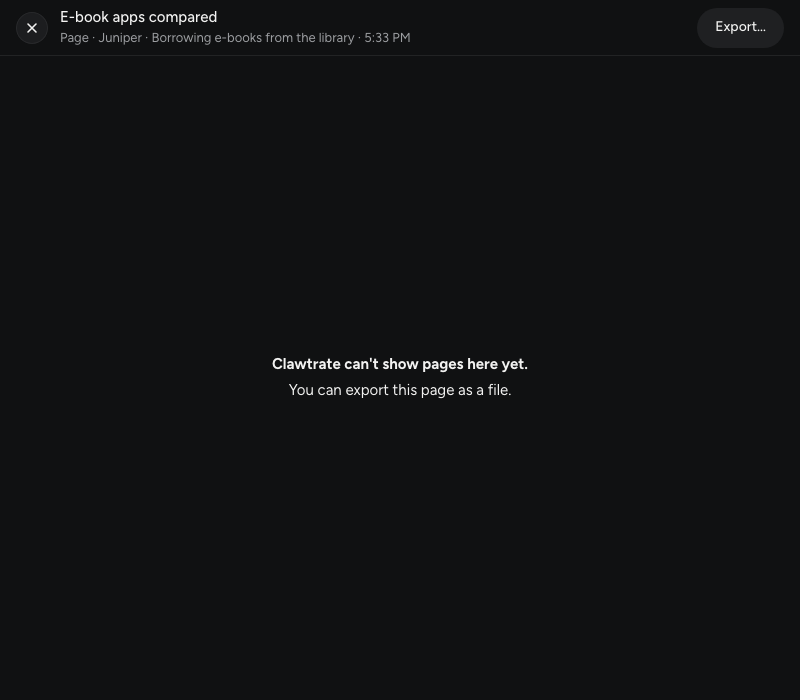 E-book apps compared
Page · Juniper · Borrowing e-books from the library · 5:33 PM
Export…
Clawtrate can't show pages here yet.
You can export this page as a file.